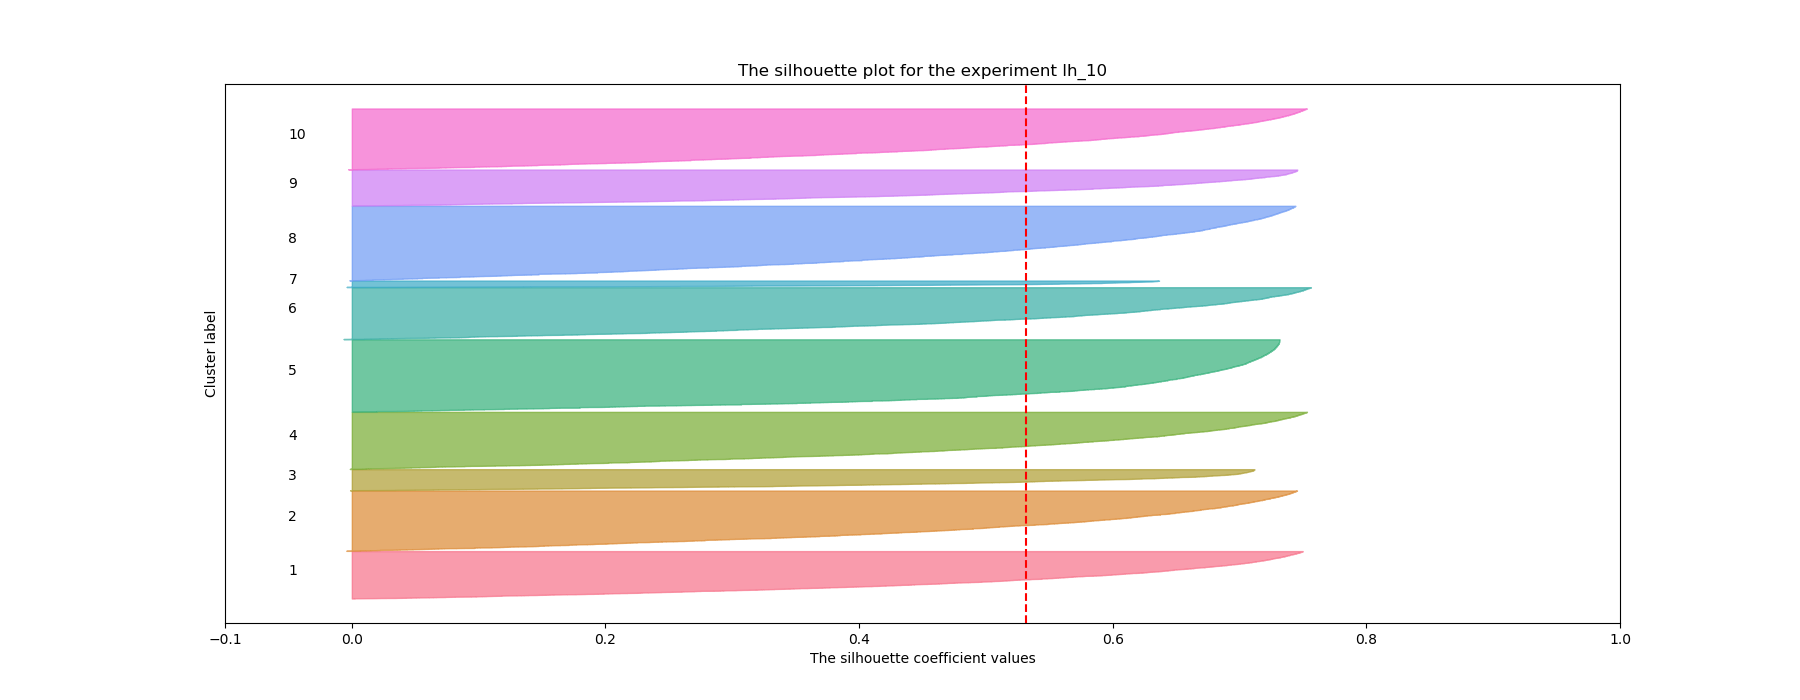 The silhouette plot for the experiment lh_10
10
9
8
7
6
5
4
3
2
1
Cluster label
−0.1 0.0 0.2 0.4 0.6 0.8 1.0
The silhouette coefficient values